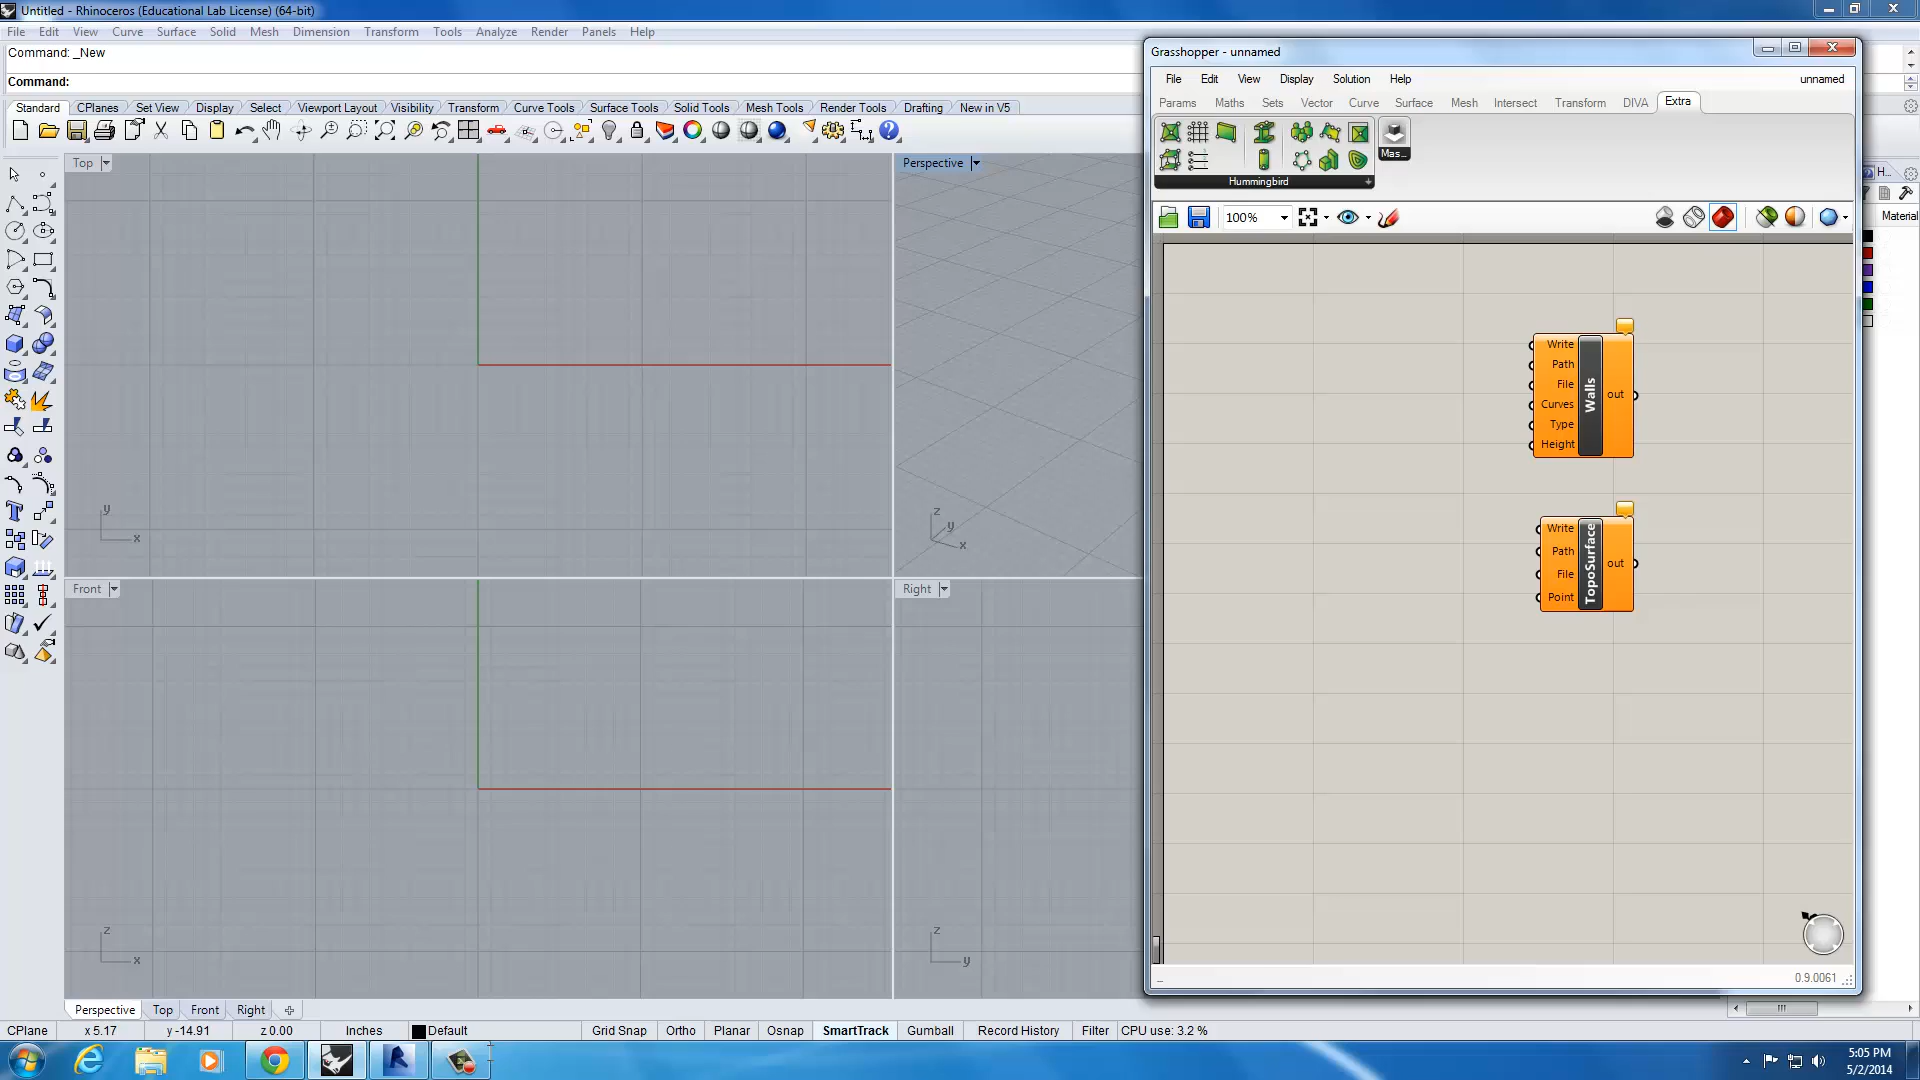 Untitled - Rhinoceros (Educational Lab License) (64-bit)
File Edit View Curve Surface Solid Mesh Dimension Transform Tools Analyze Render Panels Help
Command: _New
Command:
Standard CPlanes Set View Display Select Viewport Layout Visibility Transform Curve Tools Surface Tools Solid Tools Mesh Tools Render Tools Drafting New in V5
Top
y
x
Perspective
z
y
x
Front
z
x
Right
z
y
Grasshopper - unnamed
File Edit View Display Solution Help unnamed
Params Maths Sets Vector Curve Surface Mesh Intersect Transform DIVA Extra
Mas...
Hummingbird
100%
Write
Path
File
Curves
Type
Height
Walls
out
Write
Path
File
Point
TopoSurface
out
0.9.0061
H...
Material
Perspective Top Front Right
CPlane x 5.17 y -14.91 z 0.00 Inches Default Grid Snap Ortho Planar Osnap SmartTrack Gumball Record History Filter CPU use: 3.2 %
5:05 PM
5/2/2014